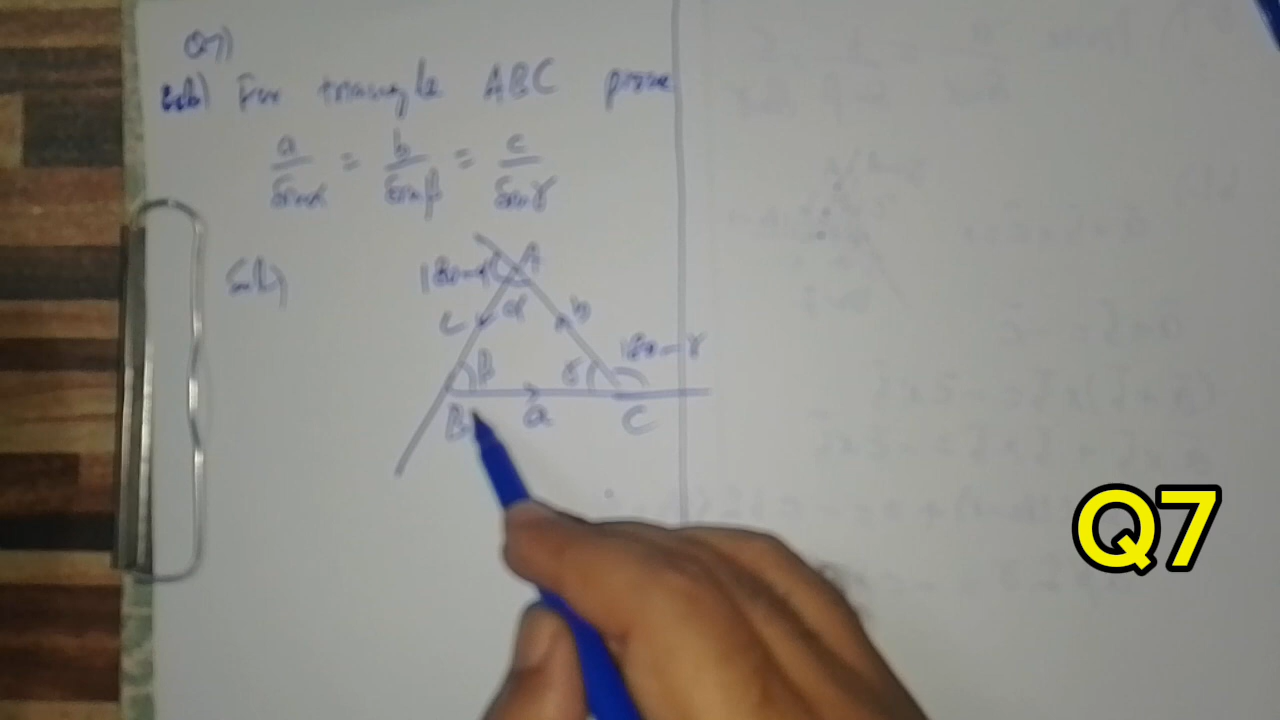 Q7)
For triangle ABC prove
a/sinα = b/sinβ = c/sinγ
Sol)
A
180-α
α
c
b
180-γ
β
γ
B
a
C
Q7